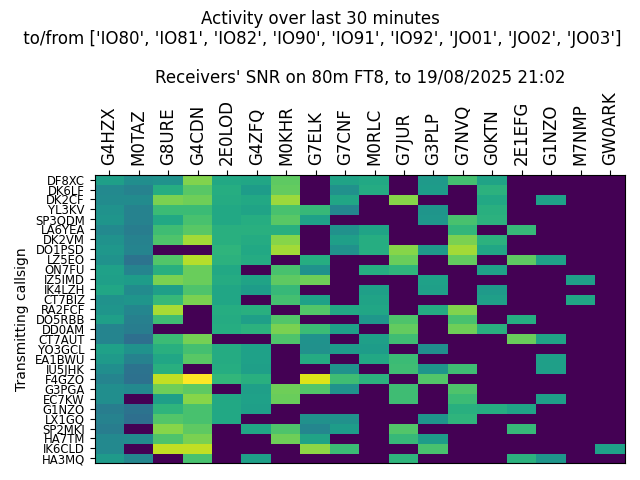 Activity over last 30 minutes
to/from ['IO80', 'IO81', 'IO82', 'IO90', 'IO91', 'IO92', 'JO01', 'JO02', 'JO03']
Receivers' SNR on 80m FT8, to 19/08/2025 21:02
G4HZX
M0TAZ
G8URE
G4CDN
2E0LOD
G4ZFQ
M0KHR
G7ELK
G7CNF
M0RLC
G7JUR
G3PLP
G7NVQ
G0KTN
2E1EFG
G1NZO
M7NMP
GW0ARK
Transmitting callsign
DF8XC
DK6LE
DK2CF
YL3KV
SP3QDM
LA6YEA
DK2VM
DO1PSD
LZ5EO
ON7FU
IZ5IMD
IK4LZH
CT7BIZ
RA2FCF
DO5RBB
DD0AM
CT7AUT
YO3GCL
EA1BWU
IU5JHK
F4GZO
G3PGA
EC7KW
G1NZO
LX1GQ
SP2MKI
HA7TM
IK6CLD
HA3MQ